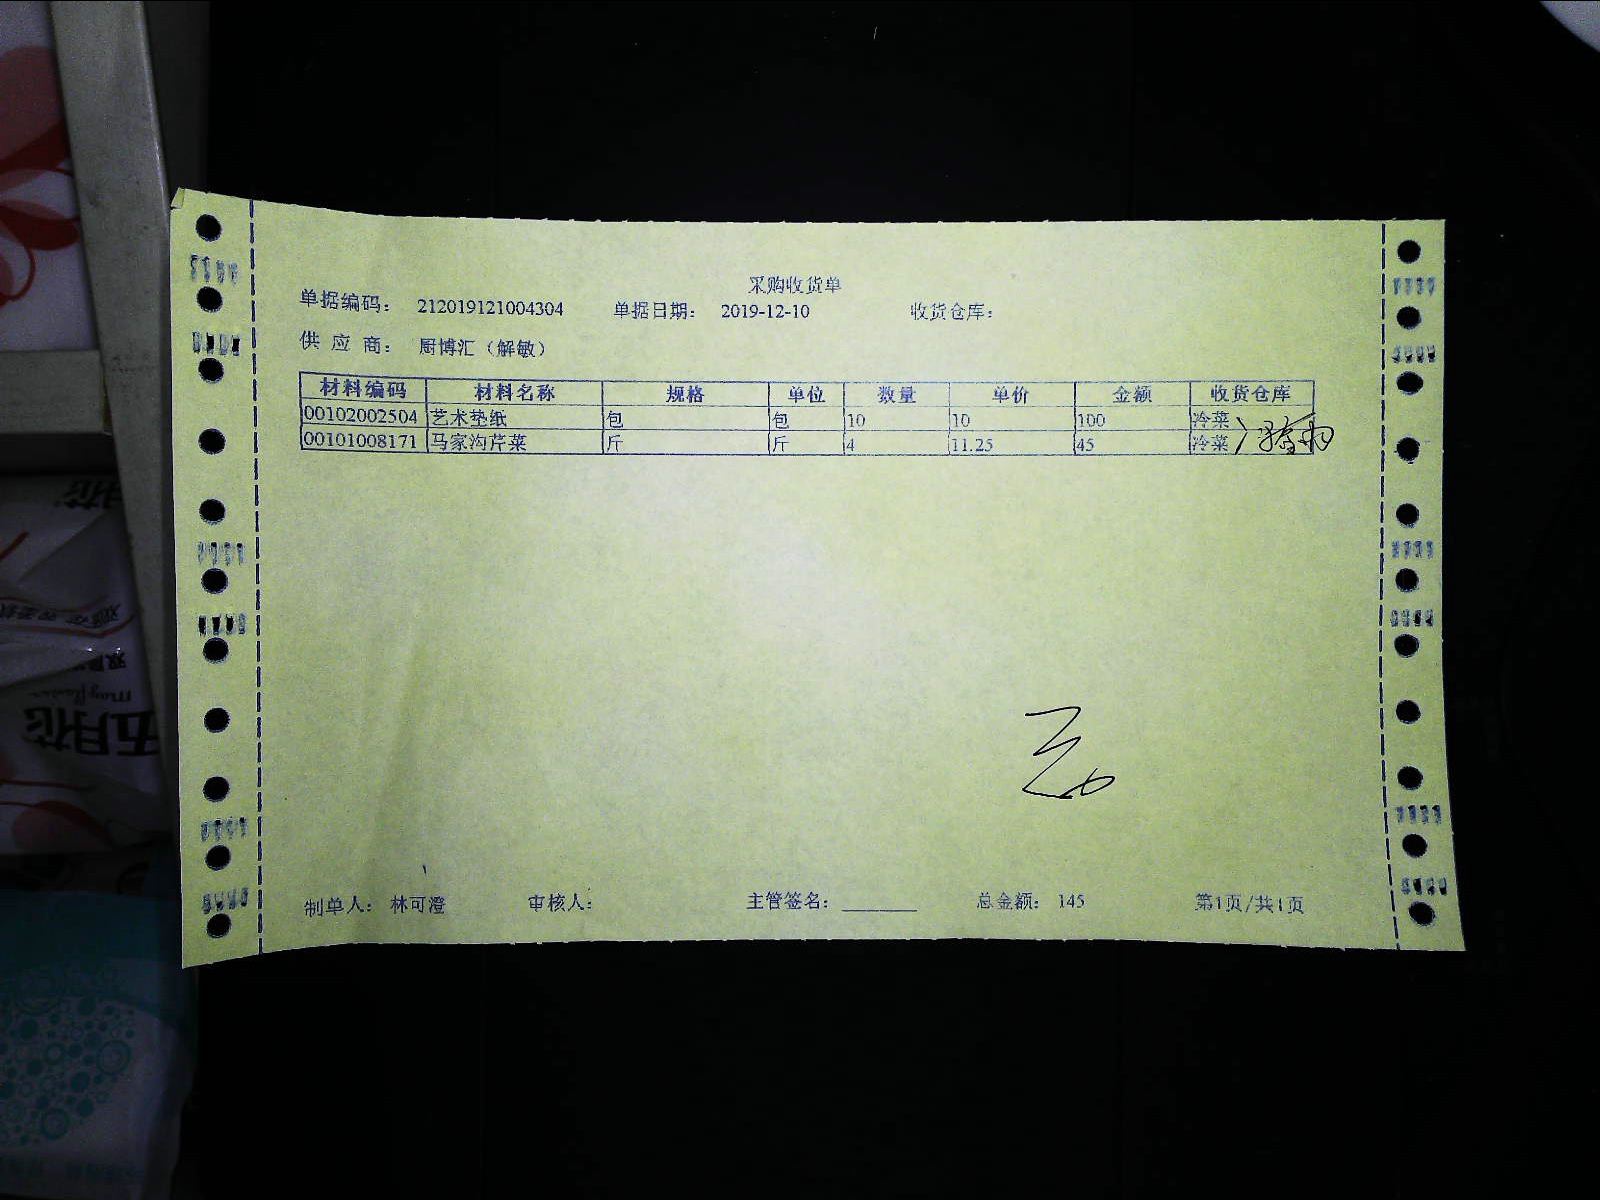 采购收货单
单据编码： 212019121004304 单据日期： 2019-12-10 收货仓库：
供 应 商： 厨博汇（解敏）
材料编码 材料名称 规格 单位 数量 单价 金额 收货仓库
00102002504 艺术垫纸 包 包 10 10 100 冷菜
00101008171 马家沟芹菜 斤 斤 4 11.25 45 冷菜
制单人： 林可澄 审核人： 主管签名： ________ 总金额： 145 第1页/共1页
五月花